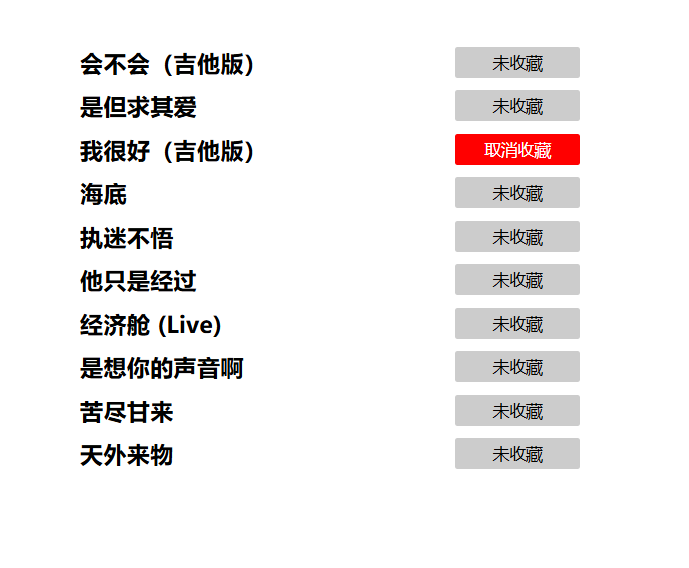 会不会（吉他版） 未收藏
是但求其爱 未收藏
我很好（吉他版） 取消收藏
海底 未收藏
执迷不悟 未收藏
他只是经过 未收藏
经济舱 (Live) 未收藏
是想你的声音啊 未收藏
苦尽甘来 未收藏
天外来物 未收藏